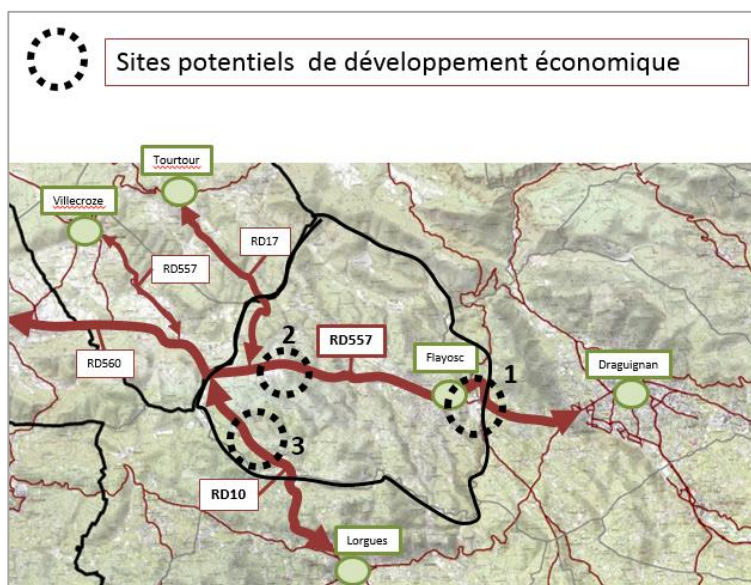 Sites potentiels de développement économique
Tourtour
Villecroze
RD17
RD557
2
RD557
RD560
Flayosc
1
Draguignan
3
RD10
Lorgues